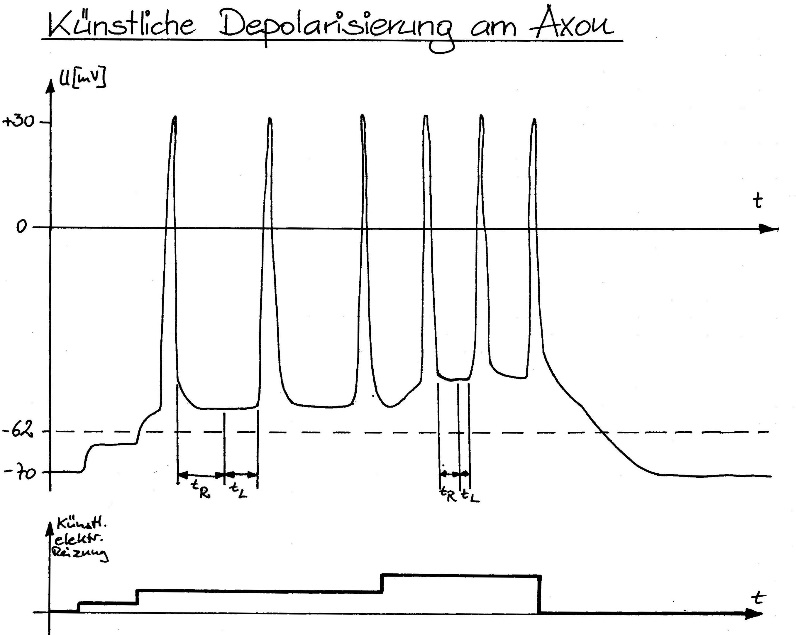 Künstliche Depolarisierung am Axon
U[mV]
+30
t
0
-62
-70
tR. tL
tR tL
Künstl.
elektr.
Reizung
t